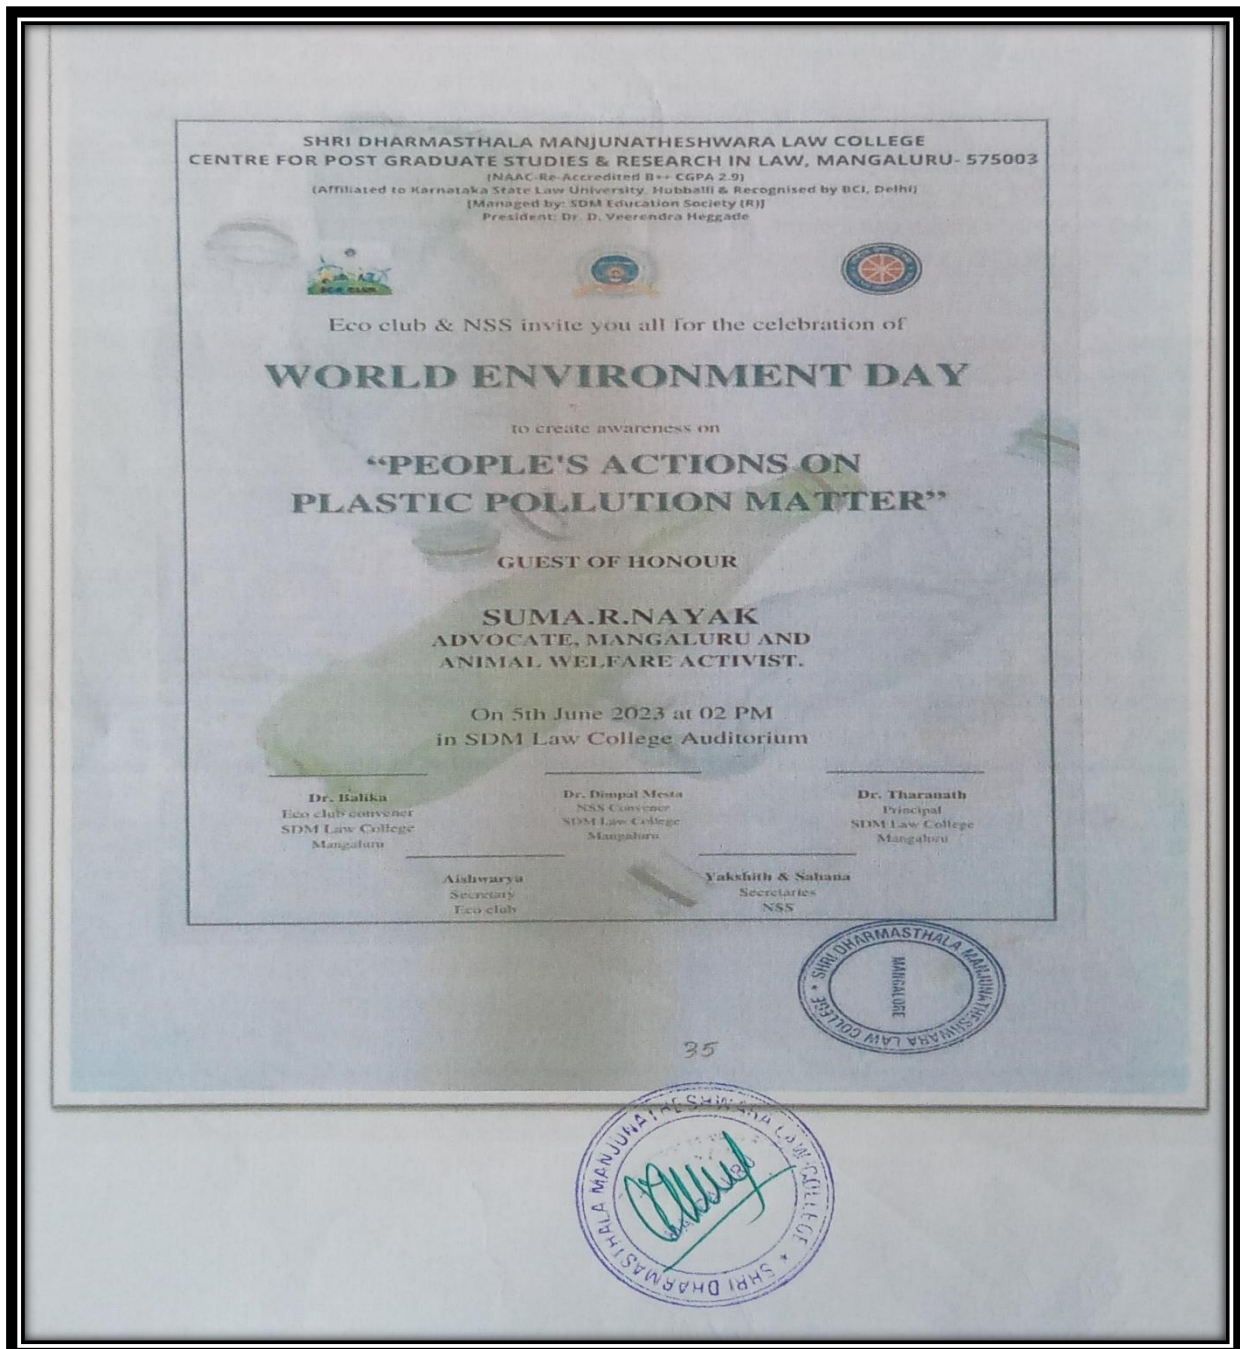 SHRI DHARMASTHALA MANJUNATHESHWARA LAW COLLEGE
CENTRE FOR POST GRADUATE STUDIES & RESEARCH IN LAW, MANGALURU- 575003
(NAAC-Re-Accredited B++ CGPA 2.9)
(Affiliated to Karnataka State Law University, Hubballi & Recognised by BCI, Delhi)
[Managed by: SDM Education Society (R)]
President: Dr. D. Veerendra Heggade
ECO CLUB
Eco club & NSS invite you all for the celebration of
WORLD ENVIRONMENT DAY
to create awareness on
“PEOPLE'S ACTIONS ON
PLASTIC POLLUTION MATTER”
GUEST OF HONOUR
SUMA.R.NAYAK
ADVOCATE, MANGALURU AND
ANIMAL WELFARE ACTIVIST.
On 5th June 2023 at 02 PM
in SDM Law College Auditorium
Dr. Balika
Eco club convener
SDM Law College
Mangaluru
Dr. Dimpal Mesta
NSS Convener
SDM Law College
Mangaluru
Dr. Tharanath
Principal
SDM Law College
Mangaluru
Aishwarya
Secretary
Eco club
Yakshith & Sahana
Secretaries
NSS
SHRI DHARMASTHALA MANJUNATHESHWARA LAW COLLEGE
MANGALORE
35
SHRI DHARMASTHALA MANJUNATHESHWARA LAW COLLEGE